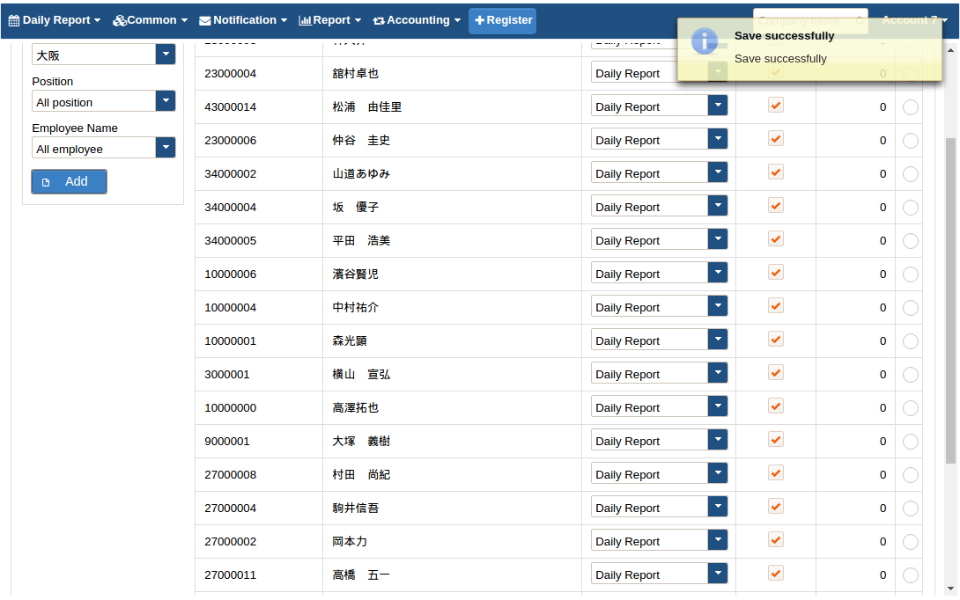 Daily Report Common Notification Report Accounting Register Account
Save successfully
Save successfully
大阪
Position
All position
Employee Name
All employee
Add
23000004 舘村卓也 Daily Report 0
43000014 松浦　由佳里 Daily Report 0
23000006 仲谷　圭史 Daily Report 0
34000002 山道あゆみ Daily Report 0
34000004 坂　優子 Daily Report 0
34000005 平田　浩美 Daily Report 0
10000006 濱谷賢児 Daily Report 0
10000004 中村祐介 Daily Report 0
10000001 森光顕 Daily Report 0
3000001 横山　宣弘 Daily Report 0
10000000 高澤拓也 Daily Report 0
9000001 大塚　義樹 Daily Report 0
27000008 村田　尚紀 Daily Report 0
27000004 駒井信吾 Daily Report 0
27000002 岡本力 Daily Report 0
27000011 高橋　五一 Daily Report 0